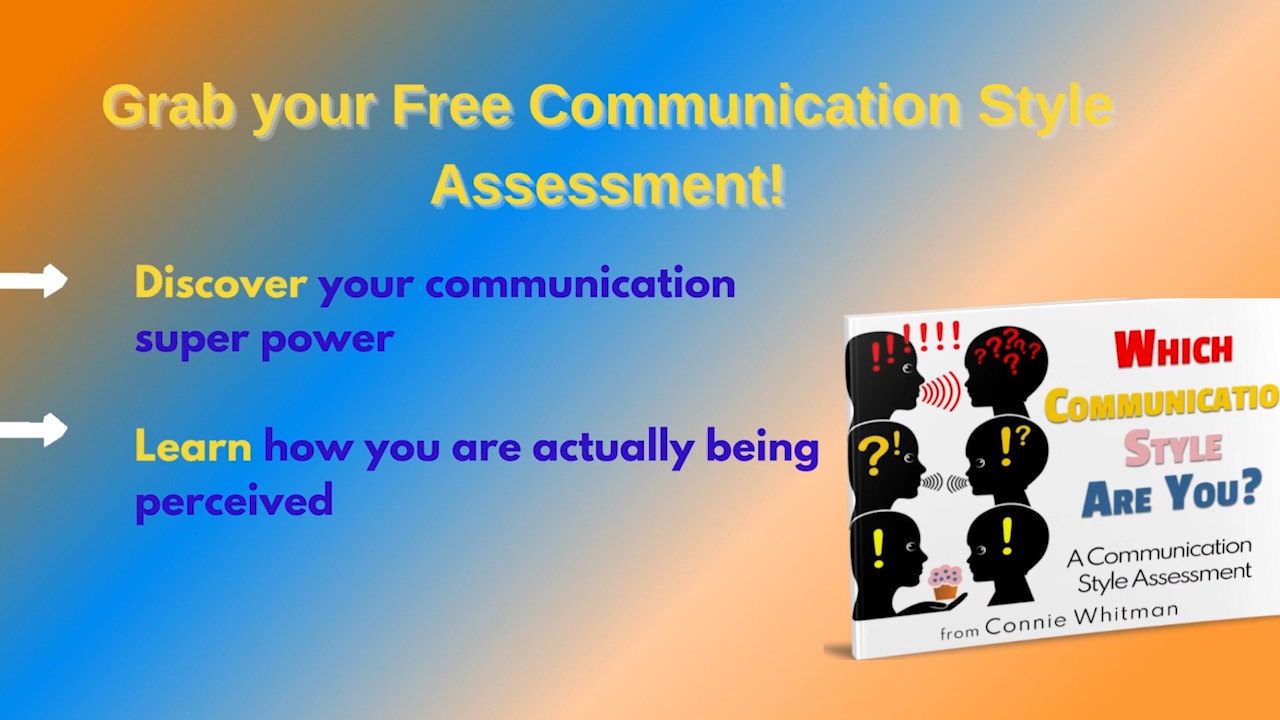 Grab your Free Communication Style
Assessment!
Discover your communication
super power
Learn how you are actually being
perceived
!!!!!!
??????
WHICH
COMMUNICATIO
STYLE
ARE YOU?
?!
!?
!
!
A Communication
Style Assessment
from Connie Whitman